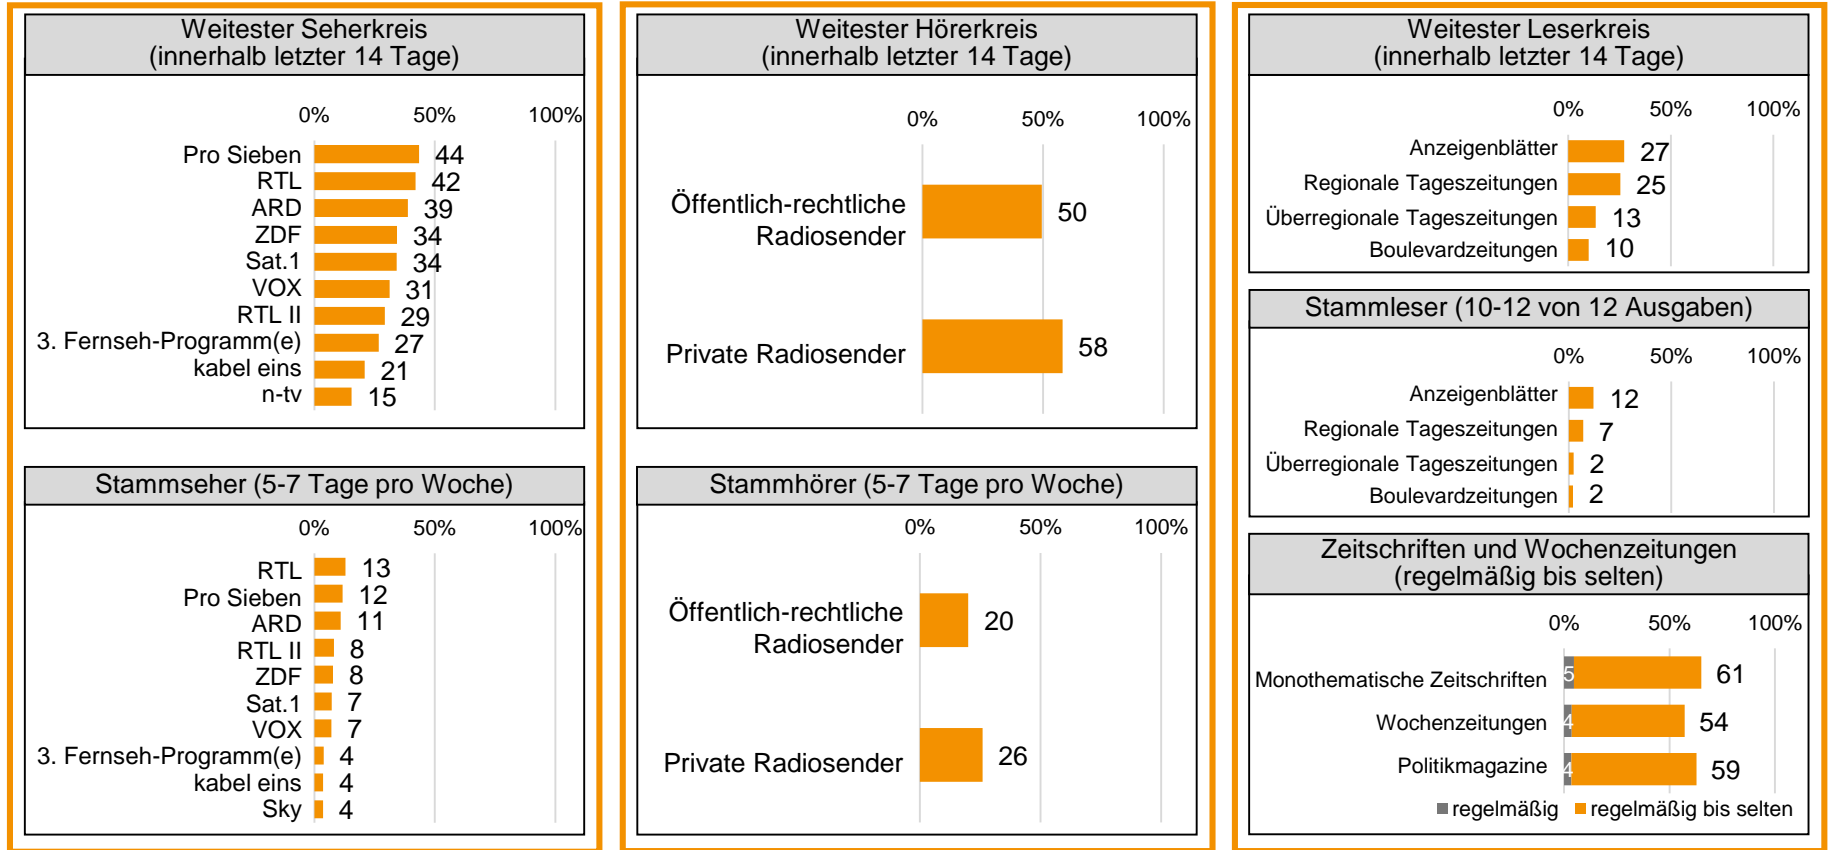 Weitester Seherkreis
(innerhalb letzter 14 Tage)
0% 50% 100%
Pro Sieben 44
RTL 42
ARD 39
ZDF 34
Sat.1 34
VOX 31
RTL II 29
3. Fernseh-Programm(e) 27
kabel eins 21
n-tv 15
Stammseher (5-7 Tage pro Woche)
0% 50% 100%
RTL 13
Pro Sieben 12
ARD 11
RTL II 8
ZDF 8
Sat.1 7
VOX 7
3. Fernseh-Programm(e) 4
kabel eins 4
Sky 4
Weitester Hörerkreis
(innerhalb letzter 14 Tage)
0% 50% 100%
Öffentlich-rechtliche
Radiosender 50
Private Radiosender 58
Stammhörer (5-7 Tage pro Woche)
0% 50% 100%
Öffentlich-rechtliche
Radiosender 20
Private Radiosender 26
Weitester Leserkreis
(innerhalb letzter 14 Tage)
0% 50% 100%
Anzeigenblätter 27
Regionale Tageszeitungen 25
Überregionale Tageszeitungen 13
Boulevardzeitungen 10
Stammleser (10-12 von 12 Ausgaben)
0% 50% 100%
Anzeigenblätter 12
Regionale Tageszeitungen 7
Überregionale Tageszeitungen 2
Boulevardzeitungen 2
Zeitschriften und Wochenzeitungen
(regelmäßig bis selten)
0% 50% 100%
Monothematische Zeitschriften 5 61
Wochenzeitungen 4 54
Politikmagazine 4 59
regelmäßig regelmäßig bis selten